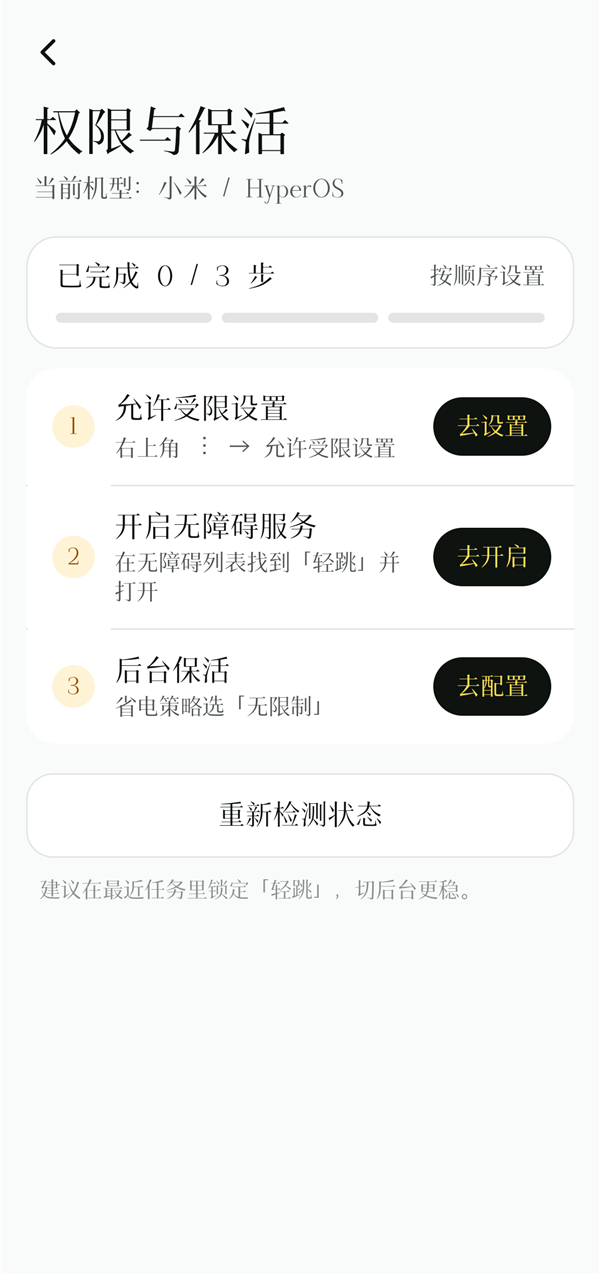 权限与保活
当前机型：小米 / HyperOS
已完成 0 / 3 步
按顺序设置
1
允许受限设置
右上角 ⋮ → 允许受限设置
去设置
2
开启无障碍服务
在无障碍列表找到「轻跳」并
打开
去开启
3
后台保活
省电策略选「无限制」
去配置
重新检测状态
建议在最近任务里锁定「轻跳」，切后台更稳。